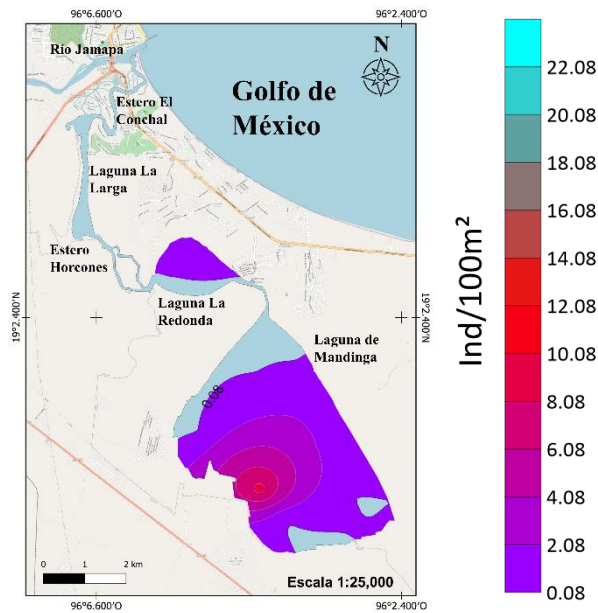 96°6.600'O
96°2.400'O
Río Jamapa
N
Estero El
Conchal
Golfo de
México
Laguna La
Larga
Estero
Horcones
Laguna La
Redonda
19°2.400'N
19°2.400'N
Laguna de
Mandinga
0.08
0
1
2 km
Escala 1:25,000
96°6.600'O
96°2.400'O
Ind/100m²
22.08
20.08
18.08
16.08
12.08
10.08
8.08
6.08
4.08
2.08
0.08